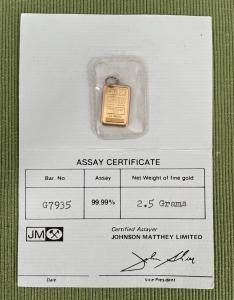 ASSAY CERTIFICATE
Bar. No. Assay Net Weight of fine gold
G7935 99.99% 2.5 Grams
JM
Certified Assayer
JOHNSON MATTHEY LIMITED
Date Vice President